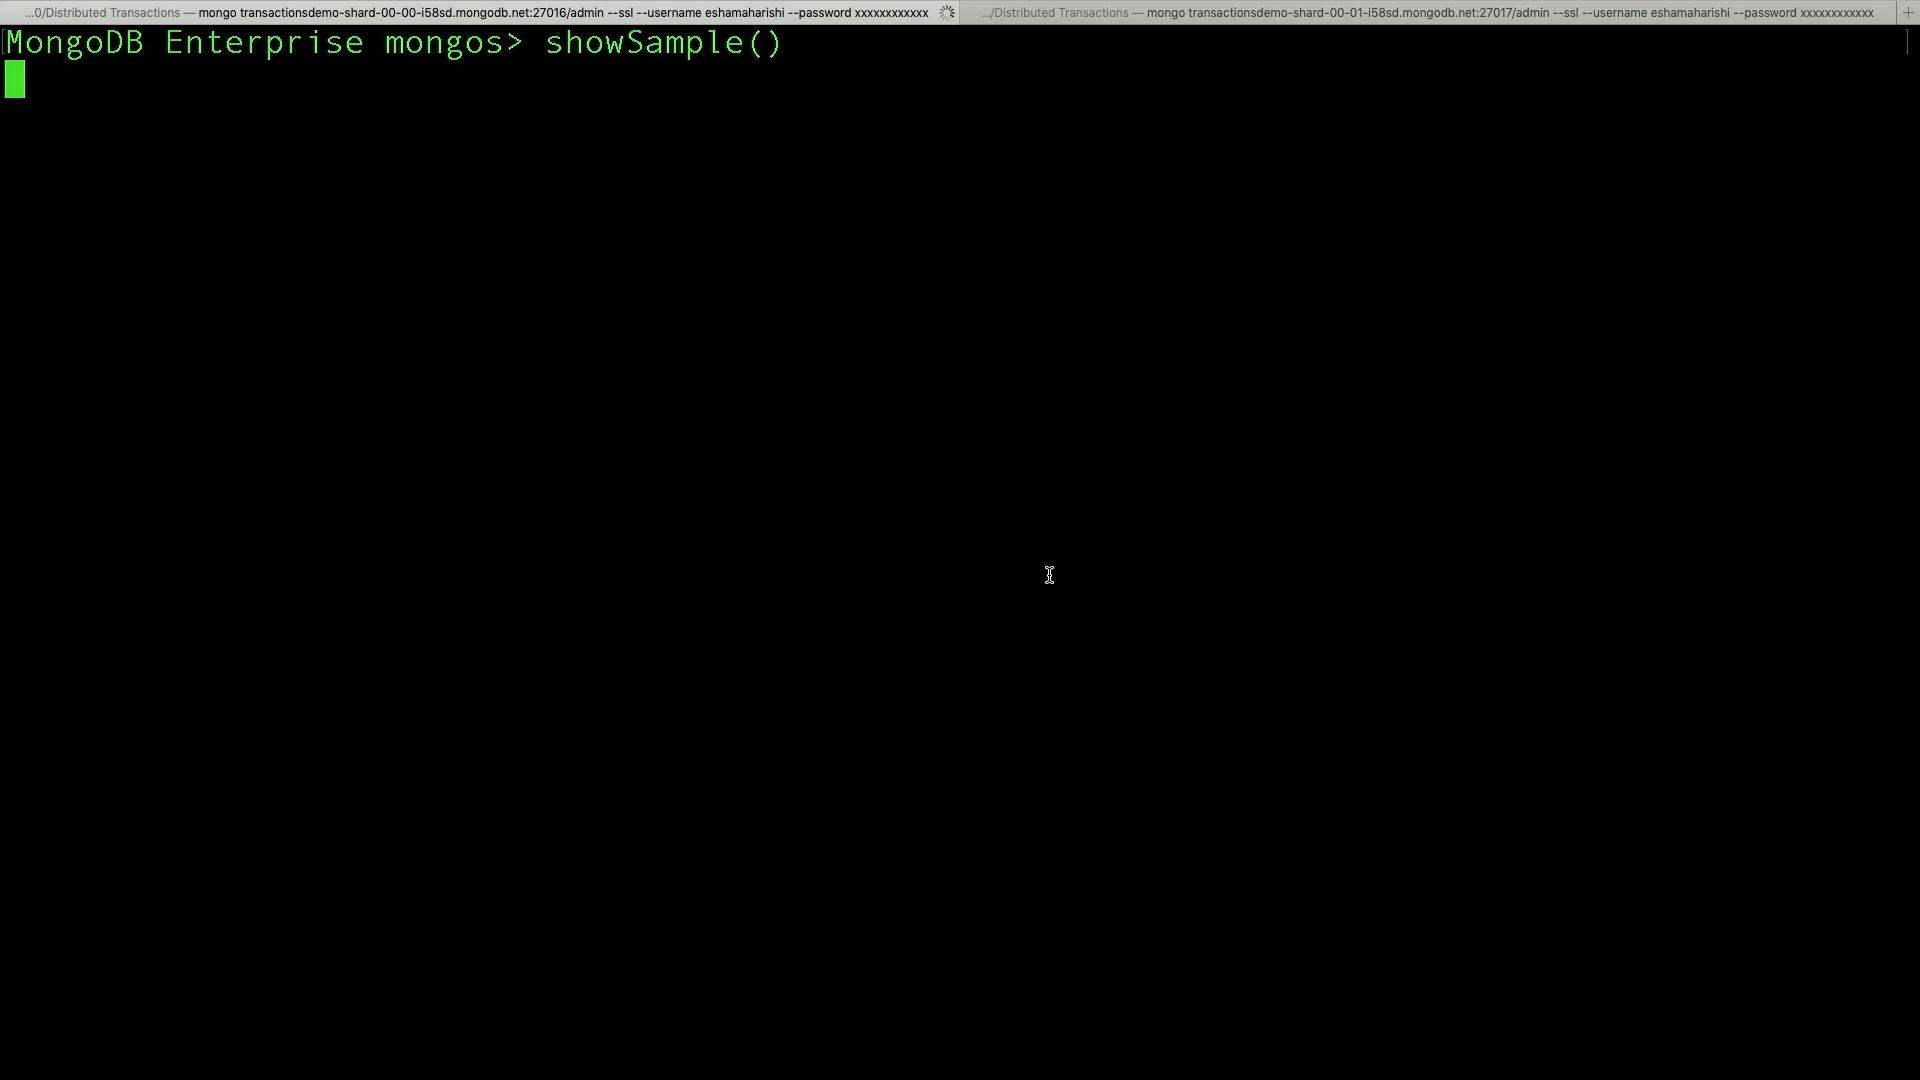 ...0/Distributed Transactions — mongo transactionsdemo-shard-00-00-i58sd.mongodb.net:27016/admin --ssl --username eshamaharishi --password xxxxxxxxxxxx
.../Distributed Transactions — mongo transactionsdemo-shard-00-01-i58sd.mongodb.net:27017/admin --ssl --username eshamaharishi --password xxxxxxxxxxxx
MongoDB Enterprise mongos> showSample()